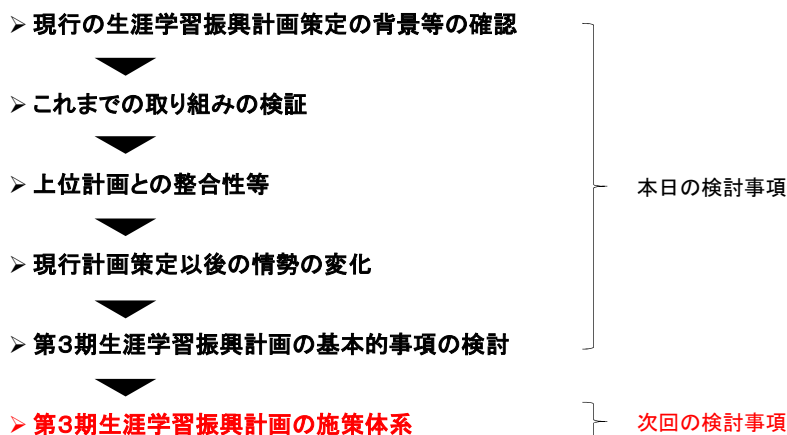 ➢ 現行の生涯学習振興計画策定の背景等の確認
➢ これまでの取り組みの検証
➢ 上位計画との整合性等
本日の検討事項
➢ 現行計画策定以後の情勢の変化
➢ 第3期生涯学習振興計画の基本的事項の検討
➢ 第3期生涯学習振興計画の施策体系
次回の検討事項